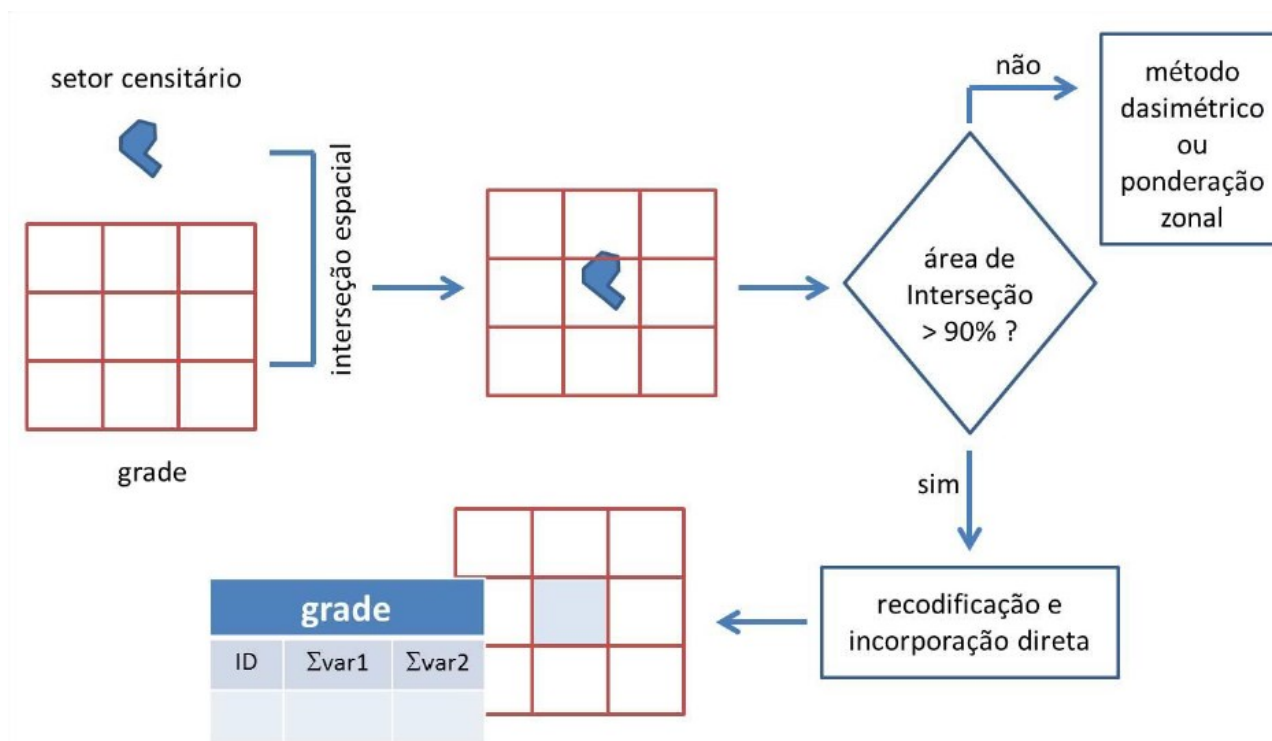 setor censitário
grade
interseção espacial
área de
Interseção
> 90% ?
não
método
dasimétrico
ou
ponderação
zonal
sim
recodificação e
incorporação direta
grade
ID Σvar1 Σvar2